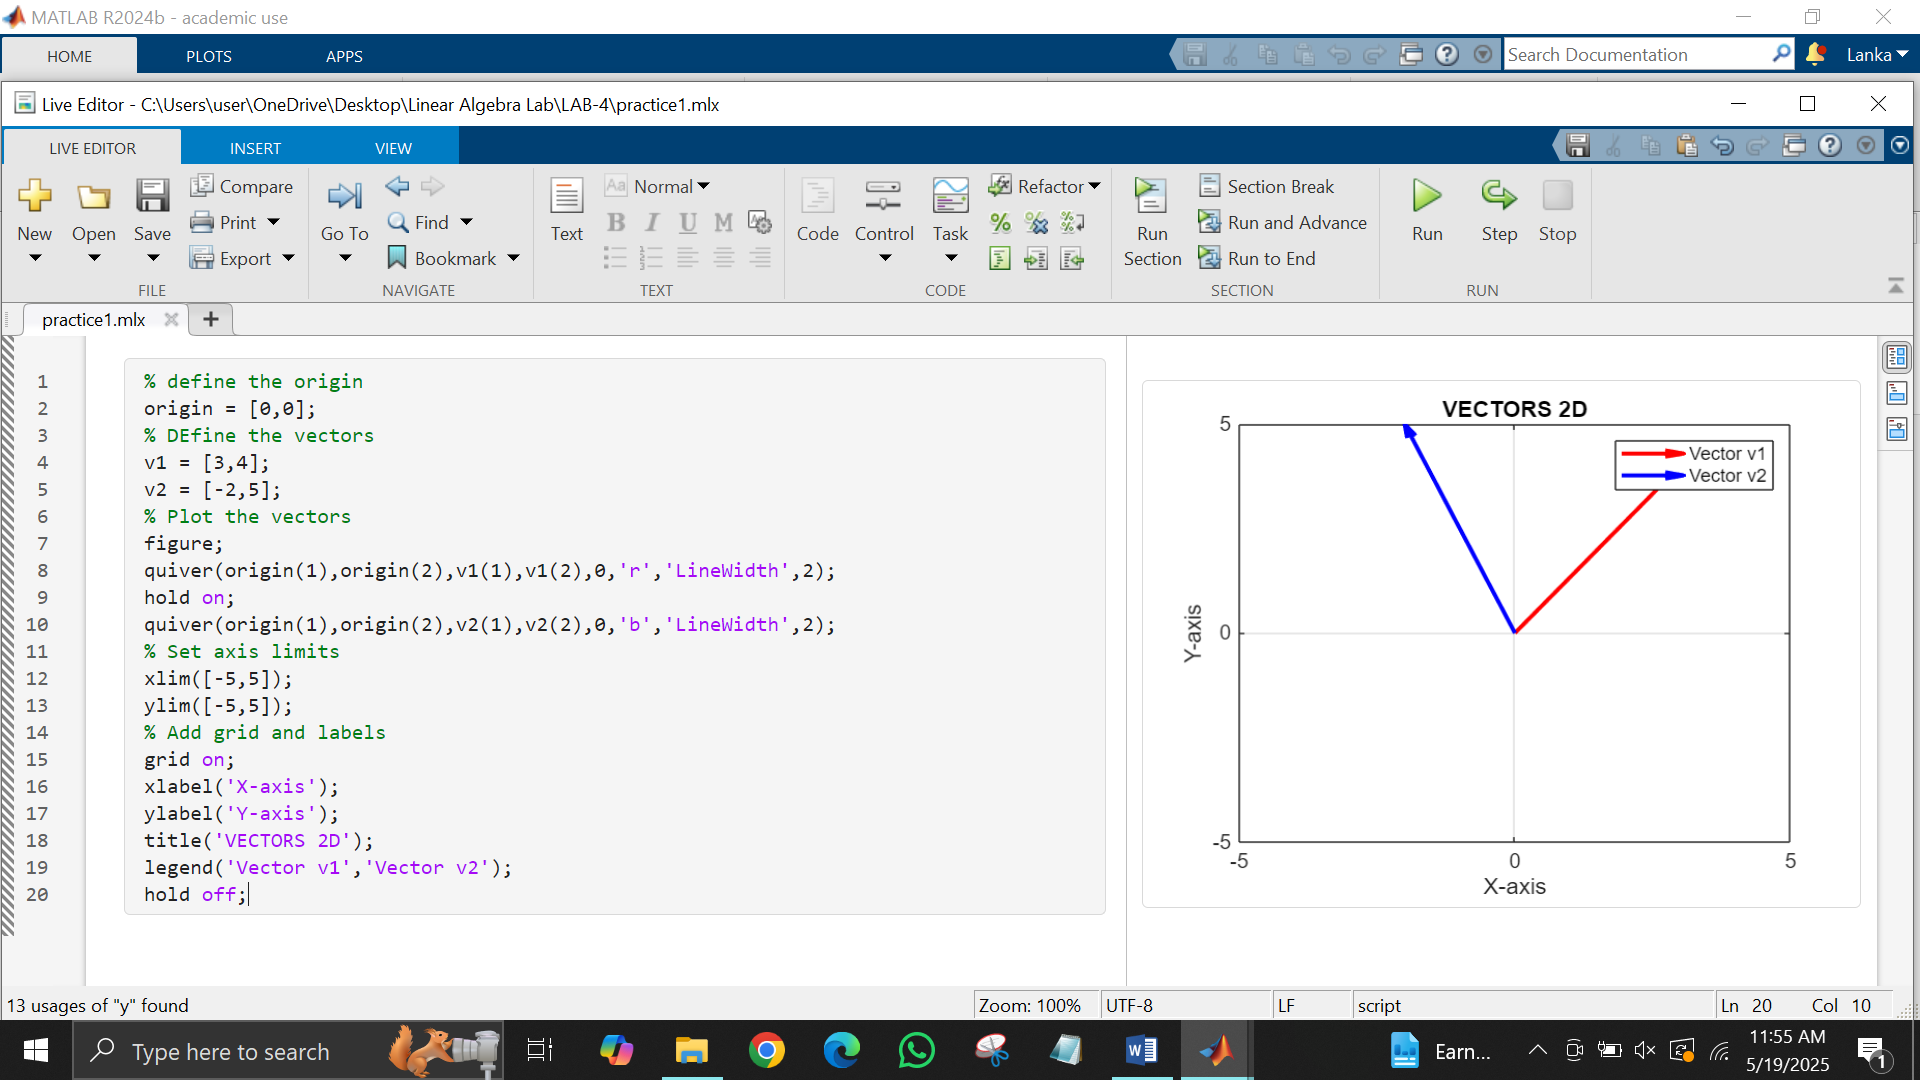 MATLAB R2024b - academic use
HOME PLOTS APPS
Search Documentation
Lanka
Live Editor - C:\Users\user\OneDrive\Desktop\Linear Algebra Lab\LAB-4\practice1.mlx
LIVE EDITOR INSERT VIEW
New
Open
Save
Compare
Print
Export
FILE
Go To
Find
Bookmark
NAVIGATE
Text
Aa Normal
B I U M
TEXT
Code
Control
Task
Refactor
CODE
Run Section
Section Break
Run and Advance
Run to End
SECTION
Run
Step
Stop
RUN
practice1.mlx
1 % define the origin
2 origin = [0,0];
3 % DEfine the vectors
4 v1 = [3,4];
5 v2 = [-2,5];
6 % Plot the vectors
7 figure;
8 quiver(origin(1),origin(2),v1(1),v1(2),0,'r','LineWidth',2);
9 hold on;
10 quiver(origin(1),origin(2),v2(1),v2(2),0,'b','LineWidth',2);
11 % Set axis limits
12 xlim([-5,5]);
13 ylim([-5,5]);
14 % Add grid and labels
15 grid on;
16 xlabel('X-axis');
17 ylabel('Y-axis');
18 title('VECTORS 2D');
19 legend('Vector v1','Vector v2');
20 hold off;
VECTORS 2D
Vector v1
Vector v2
5
0
-5
Y-axis
-5 0 5
X-axis
13 usages of "y" found
Zoom: 100% UTF-8 LF script Ln 20 Col 10
Type here to search
Earn...
11:55 AM
5/19/2025
1